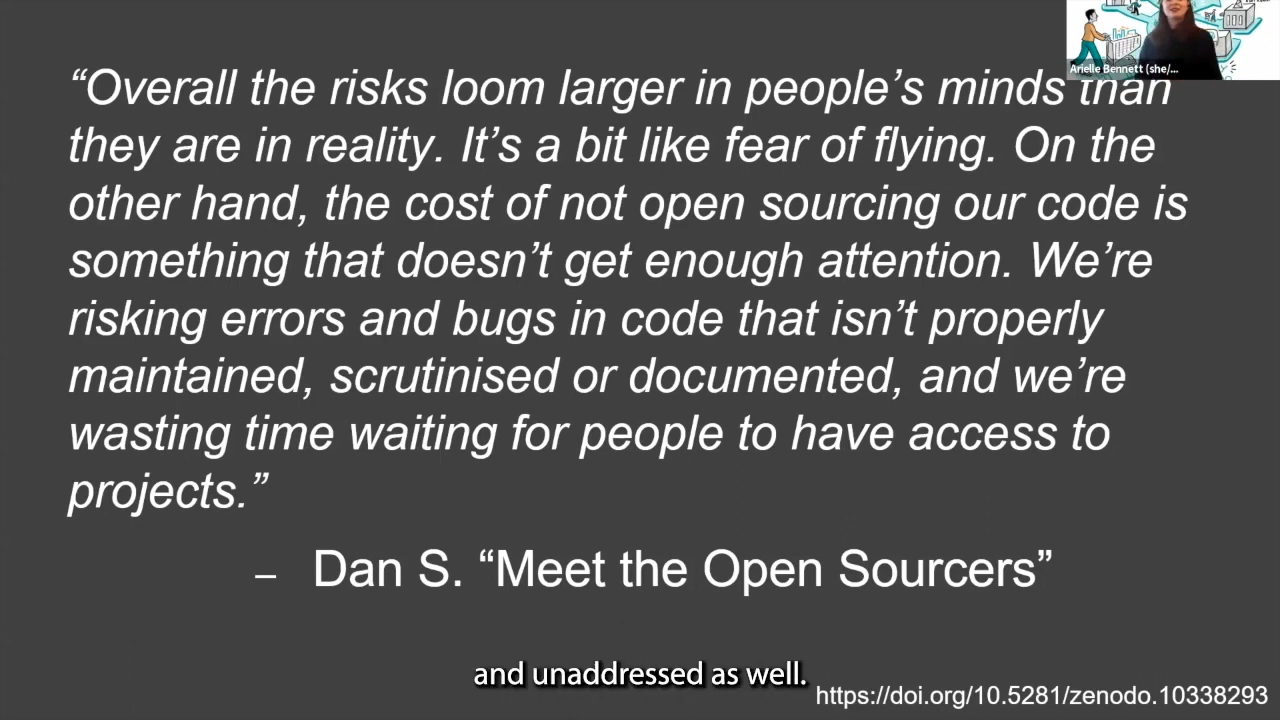 Arielle Bennett (she/...
“Overall the risks loom larger in people’s minds than
they are in reality. It’s a bit like fear of flying. On the
other hand, the cost of not open sourcing our code is
something that doesn’t get enough attention. We’re
risking errors and bugs in code that isn’t properly
maintained, scrutinised or documented, and we’re
wasting time waiting for people to have access to
projects.”
– Dan S. “Meet the Open Sourcers”
and unaddressed as well.
https://doi.org/10.5281/zenodo.10338293